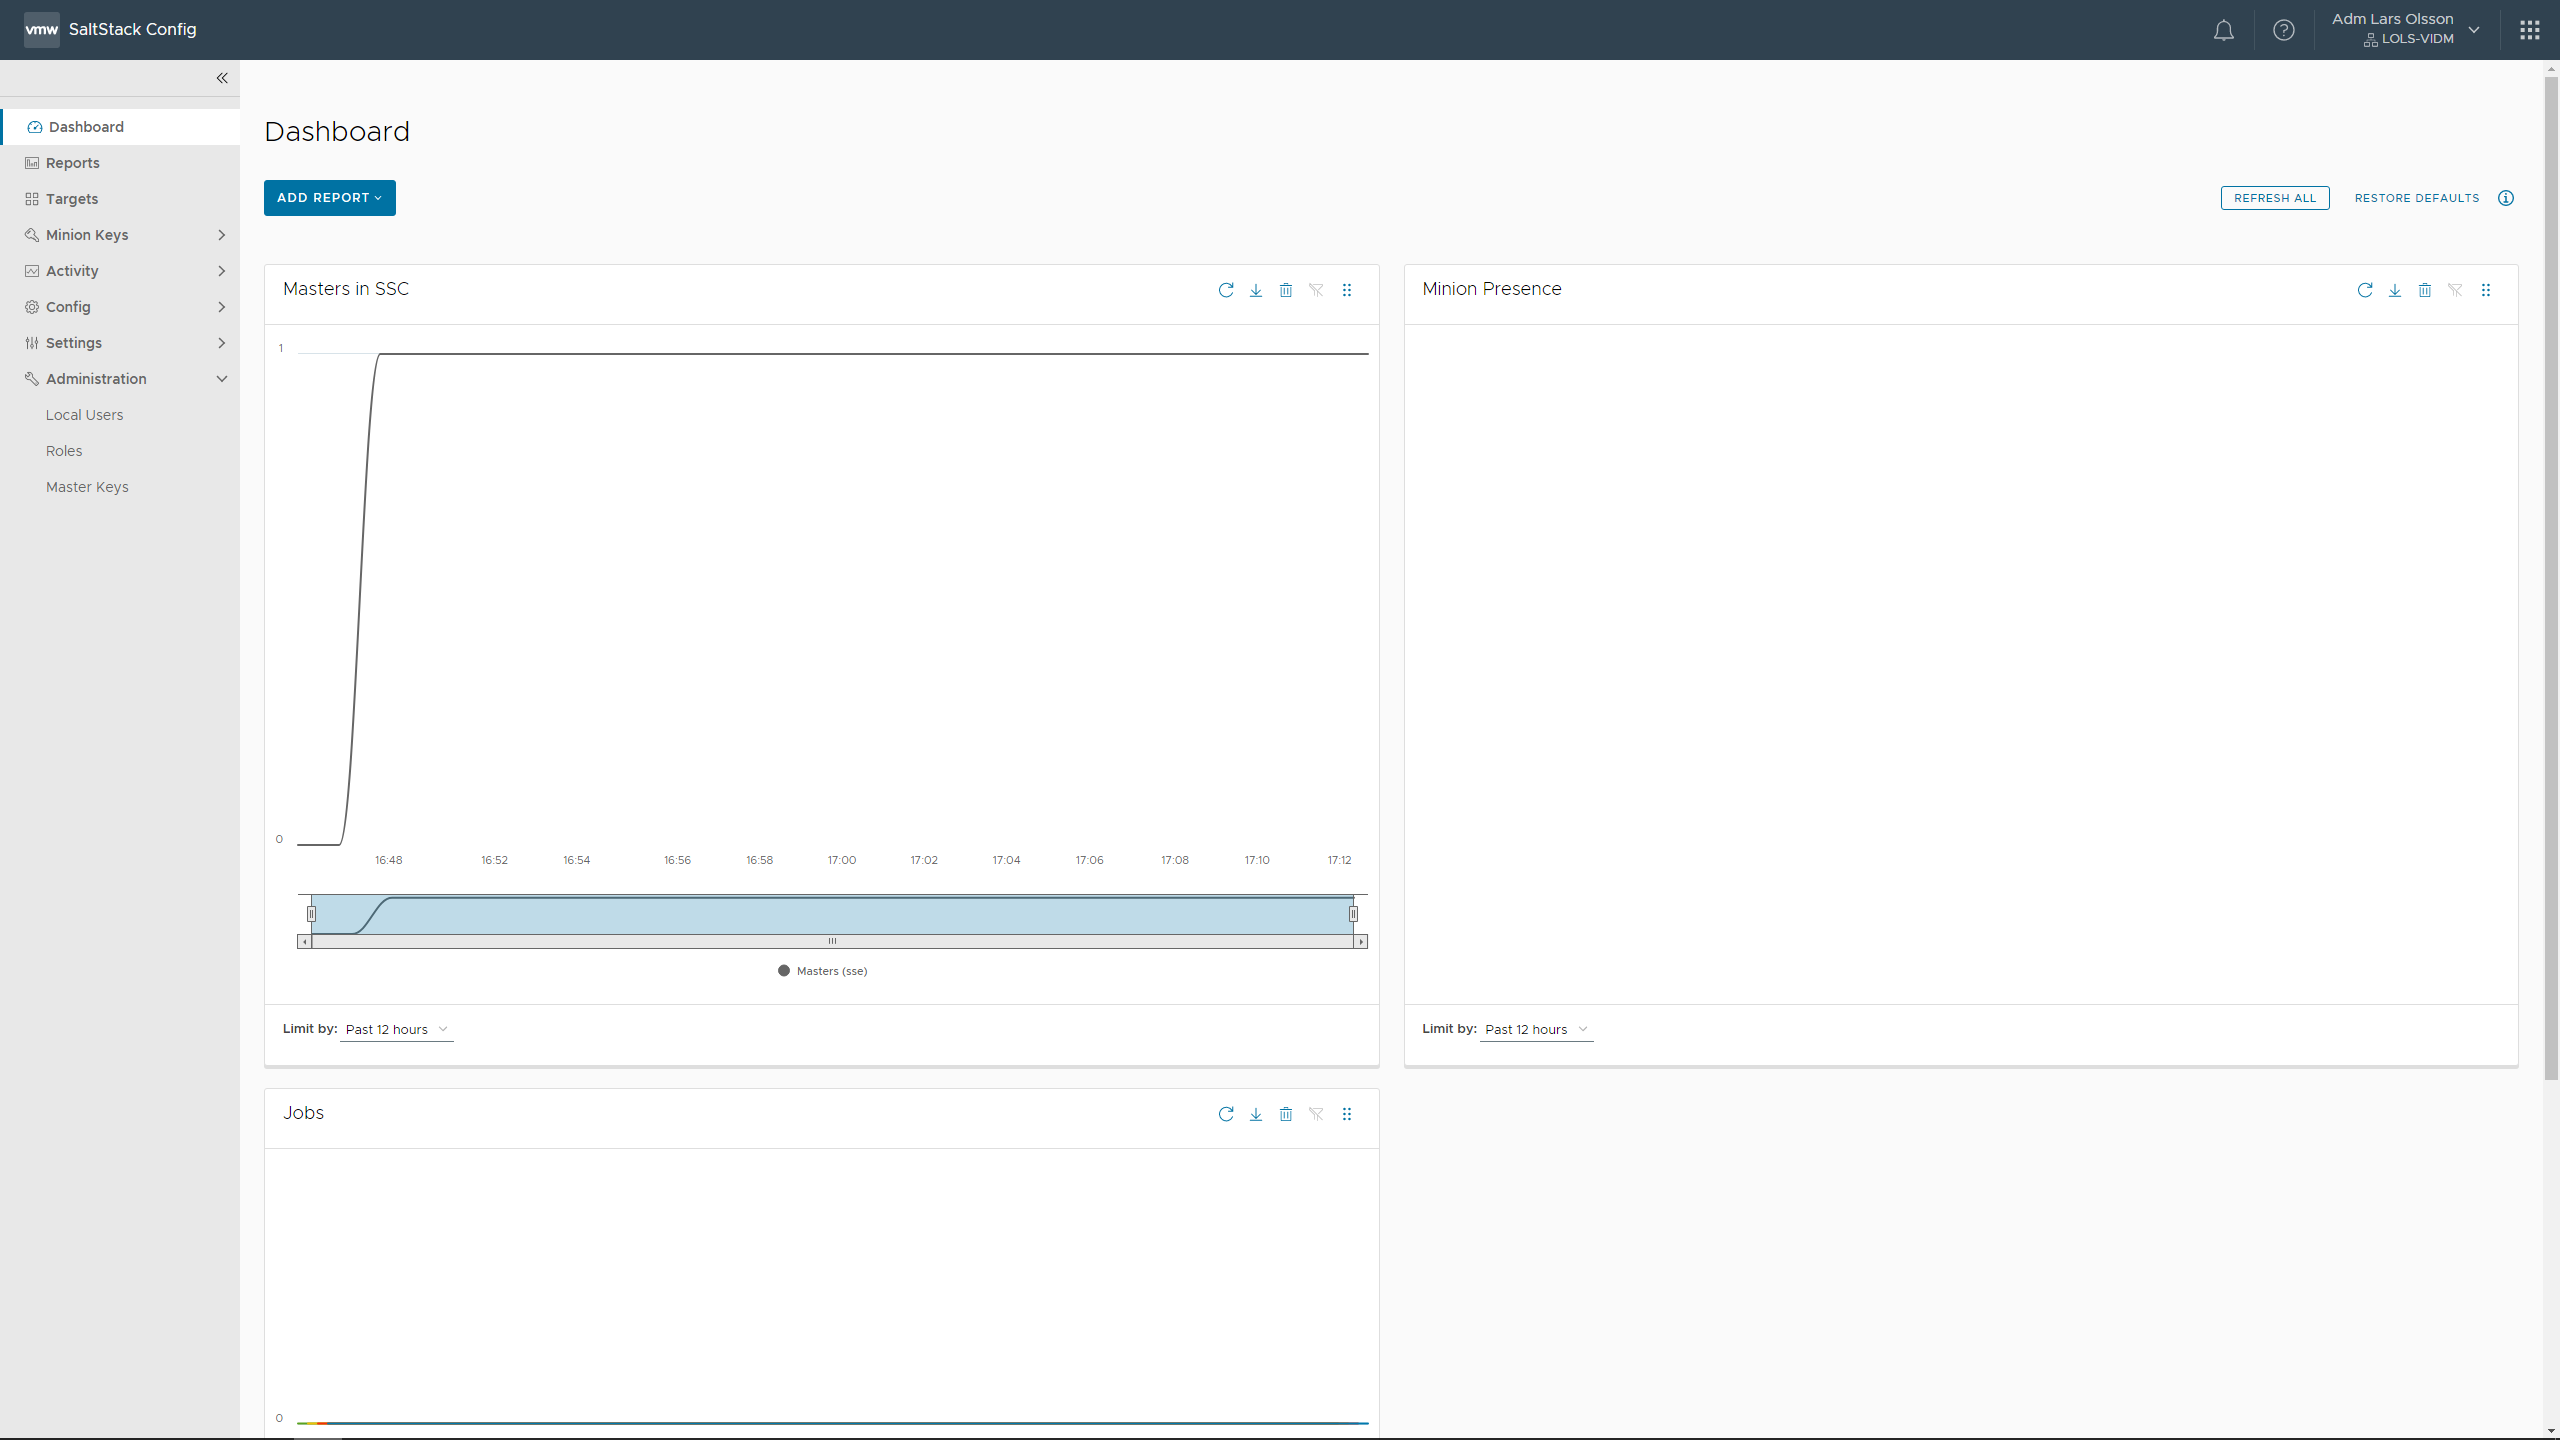 vmw SaltStack Config
Adm Lars Olsson
LOLS-VIDM
Dashboard
Reports
Targets
Minion Keys
Activity
Config
Settings
Administration
Local Users
Roles
Master Keys
Dashboard
ADD REPORT
REFRESH ALL
RESTORE DEFAULTS
Masters in SSC
1
0
16:48 16:52 16:54 16:56 16:58 17:00 17:02 17:04 17:06 17:08 17:10 17:12
Masters (sse)
Limit by: Past 12 hours
Minion Presence
Limit by: Past 12 hours
Jobs
0